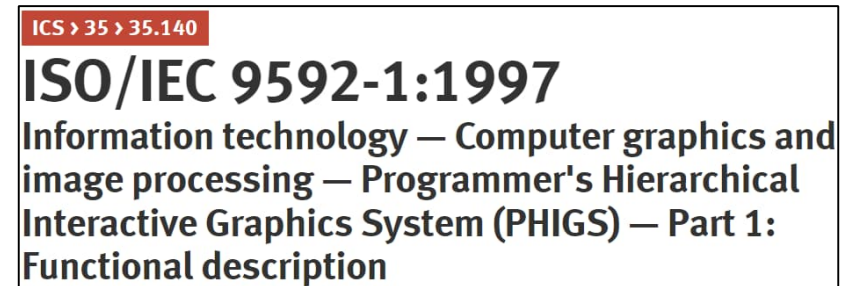 ICS › 35 › 35.140
ISO/IEC 9592-1:1997
Information technology — Computer graphics and
image processing — Programmer's Hierarchical
Interactive Graphics System (PHIGS) — Part 1:
Functional description